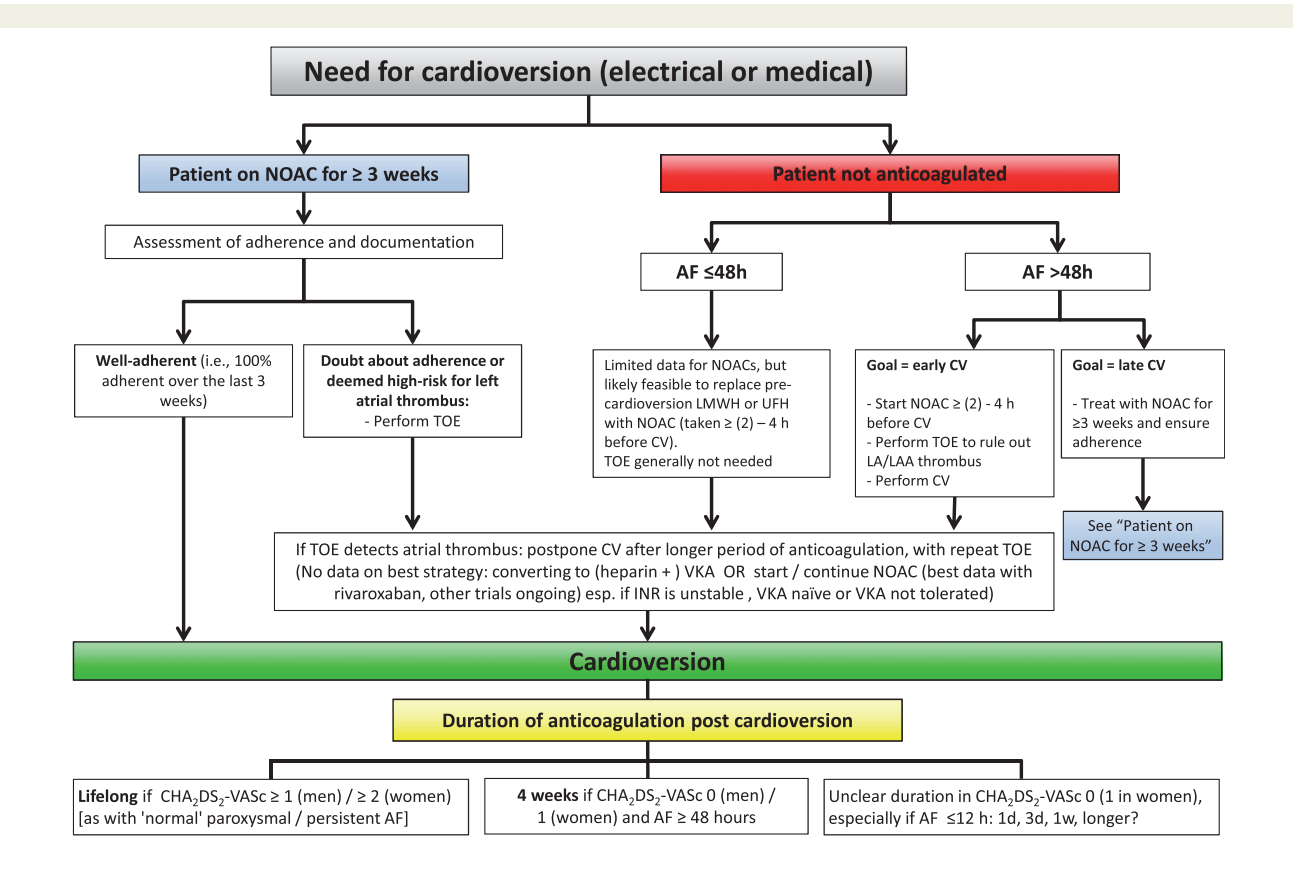 Need for cardioversion (electrical or medical)
Patient on NOAC for ≥ 3 weeks
Patient not anticoagulated
Assessment of adherence and documentation
AF ≤48h
AF >48h
Well-adherent (i.e., 100%
adherent over the last 3
weeks)
Doubt about adherence or
deemed high-risk for left
atrial thrombus:
- Perform TOE
Limited data for NOACs, but
likely feasible to replace pre-
cardioversion LMWH or UFH
with NOAC (taken ≥ (2) – 4 h
before CV).
TOE generally not needed
Goal = early CV
- Start NOAC ≥ (2) - 4 h
before CV
- Perform TOE to rule out
LA/LAA thrombus
- Perform CV
Goal = late CV
- Treat with NOAC for
≥3 weeks and ensure
adherence
See “Patient on
NOAC for ≥ 3 weeks”
If TOE detects atrial thrombus: postpone CV after longer period of anticoagulation, with repeat TOE
(No data on best strategy: converting to (heparin + ) VKA OR start / continue NOAC (best data with
rivaroxaban, other trials ongoing) esp. if INR is unstable , VKA naïve or VKA not tolerated)
Cardioversion
Duration of anticoagulation post cardioversion
Lifelong if CHA₂DS₂-VASc ≥ 1 (men) / ≥ 2 (women)
[as with 'normal' paroxysmal / persistent AF]
4 weeks if CHA₂DS₂-VASc 0 (men) /
1 (women) and AF ≥ 48 hours
Unclear duration in CHA₂DS₂-VASc 0 (1 in women),
especially if AF ≤12 h: 1d, 3d, 1w, longer?